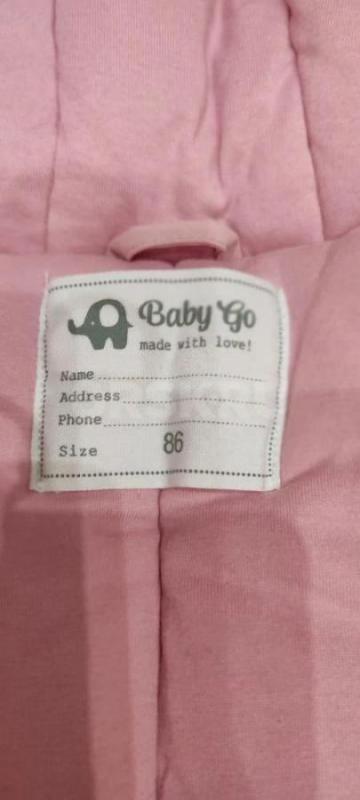 Baby Go
made with love!
Name
Address
Phone
Size 86